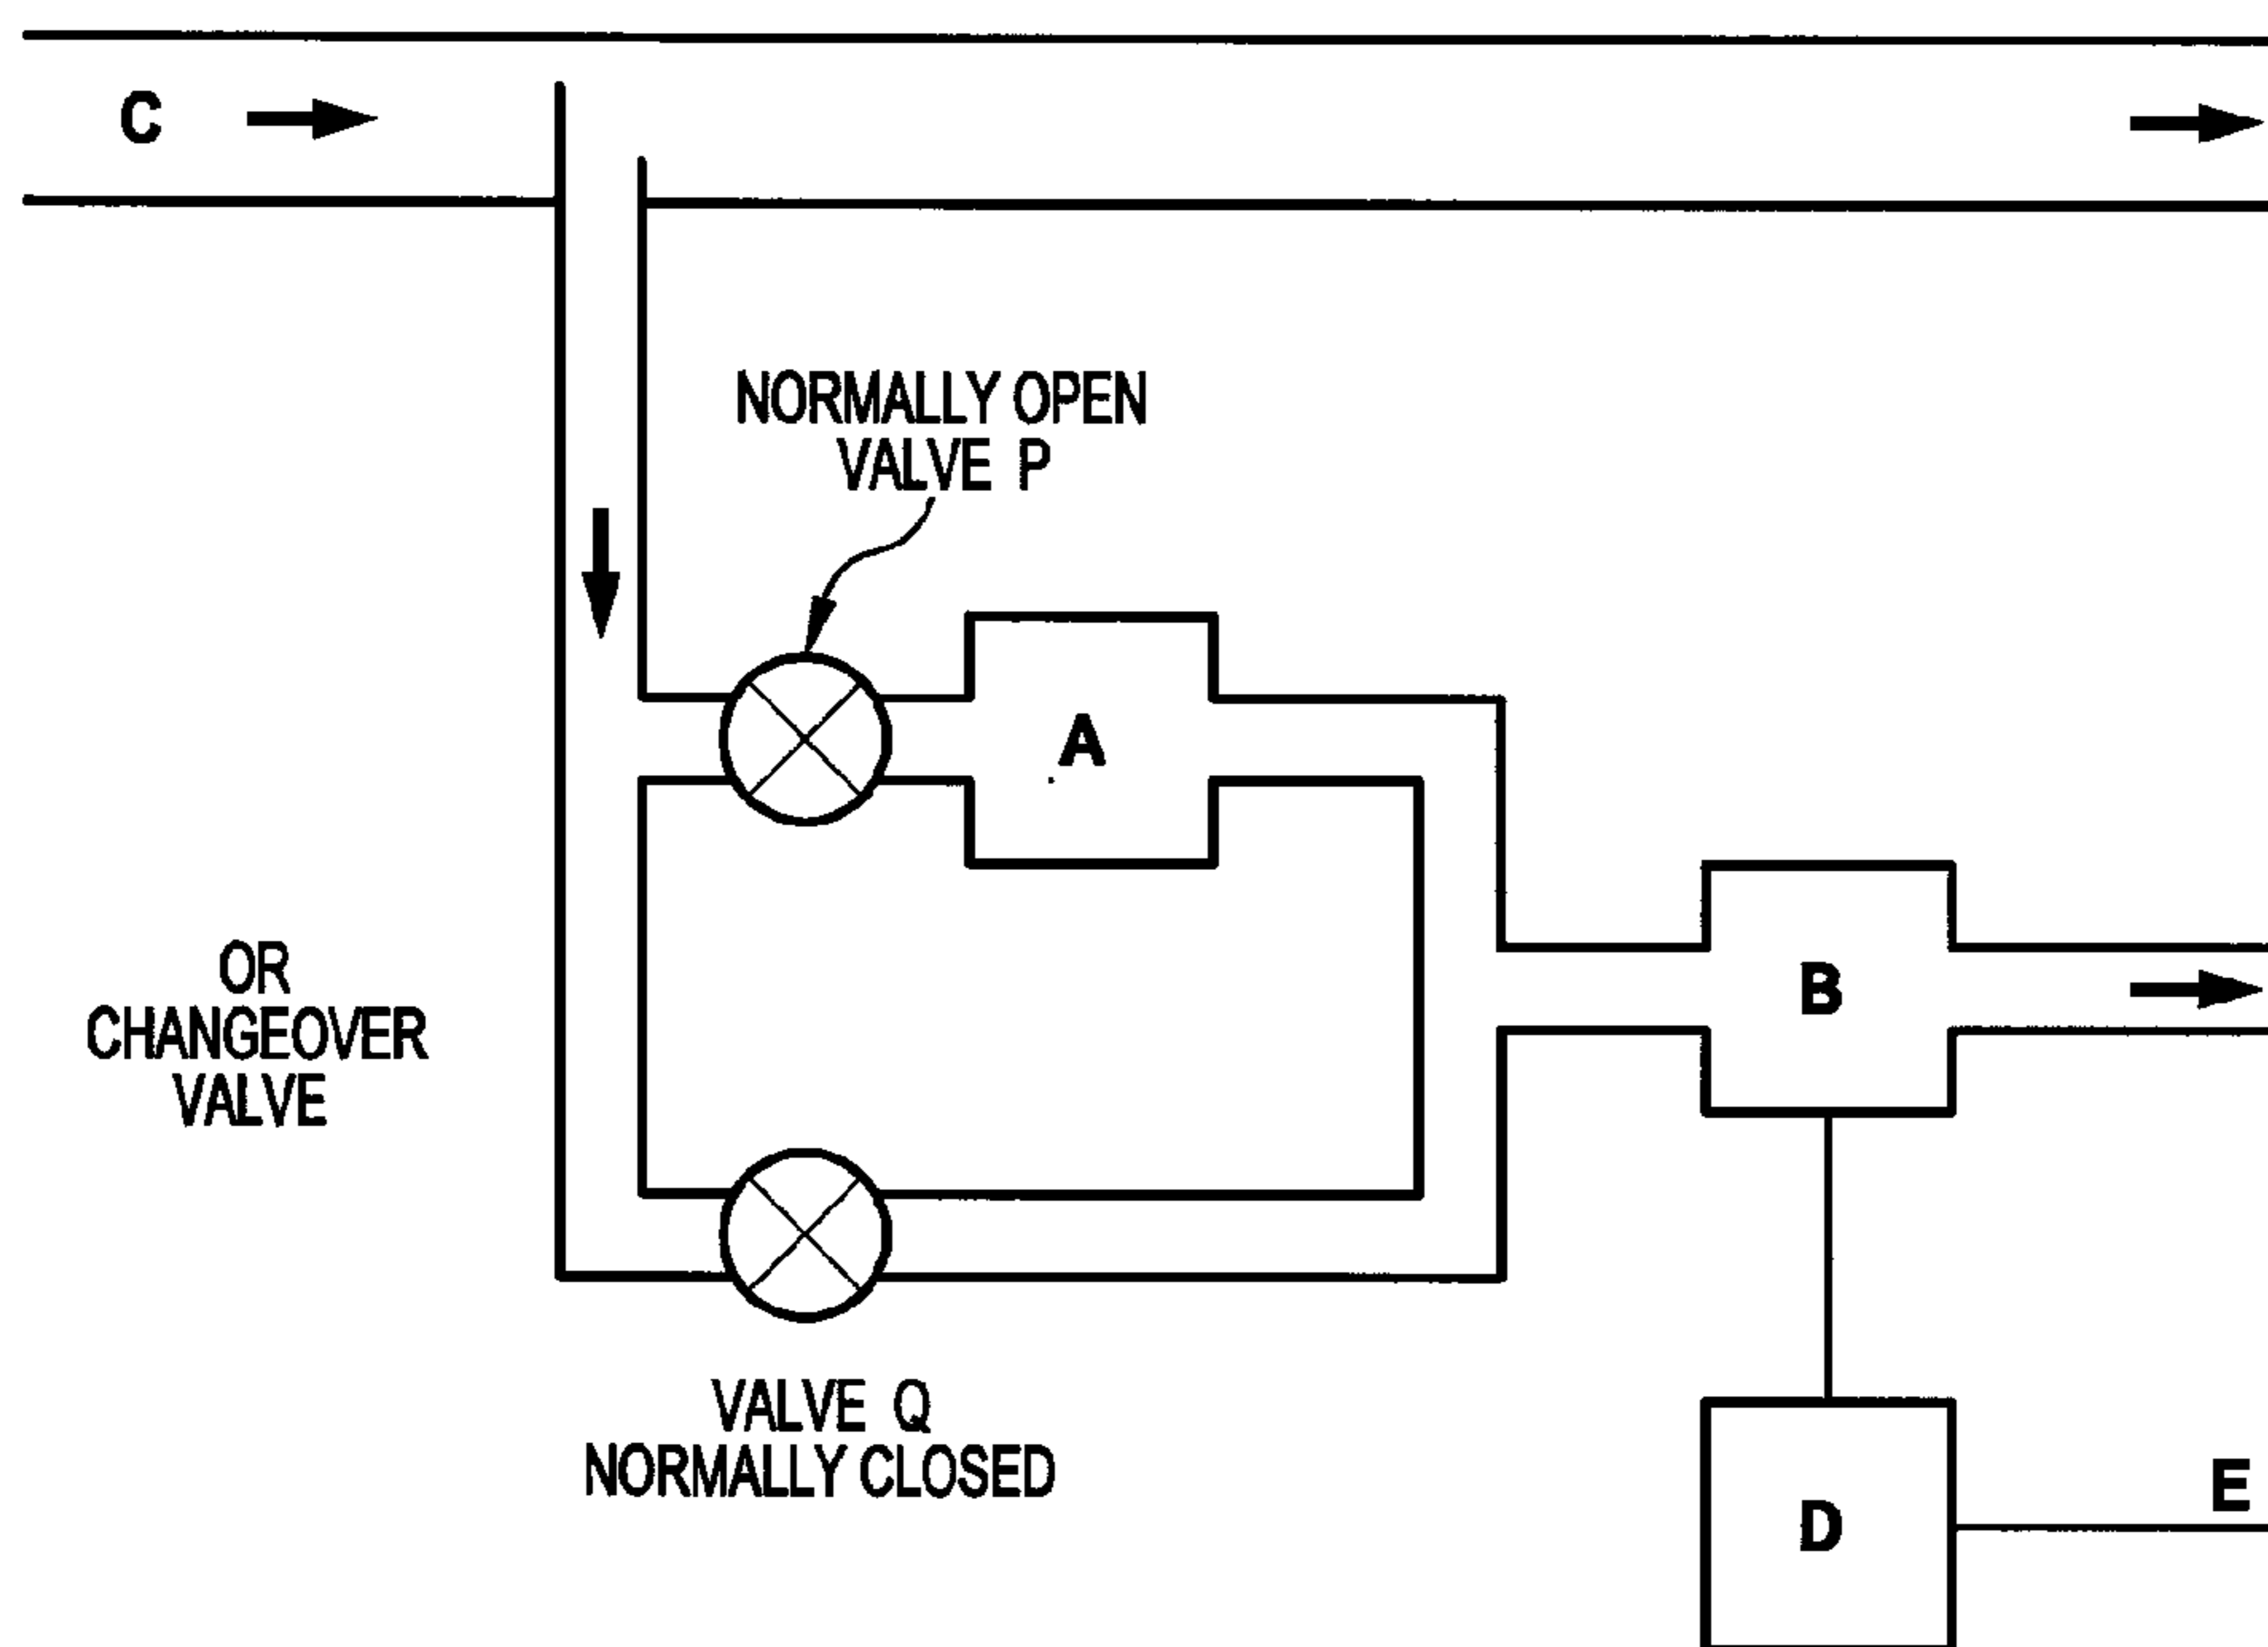 C
NORMALLY OPEN
VALVE P
A
OR
CHANGEOVER
VALVE
B
VALVE Q
NORMALLY CLOSED
E
D